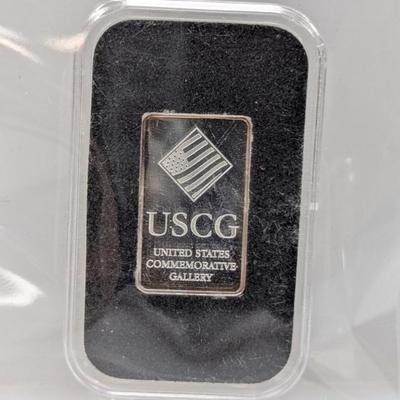 USCG
UNITED STATES
COMMEMORATIVE
GALLERY